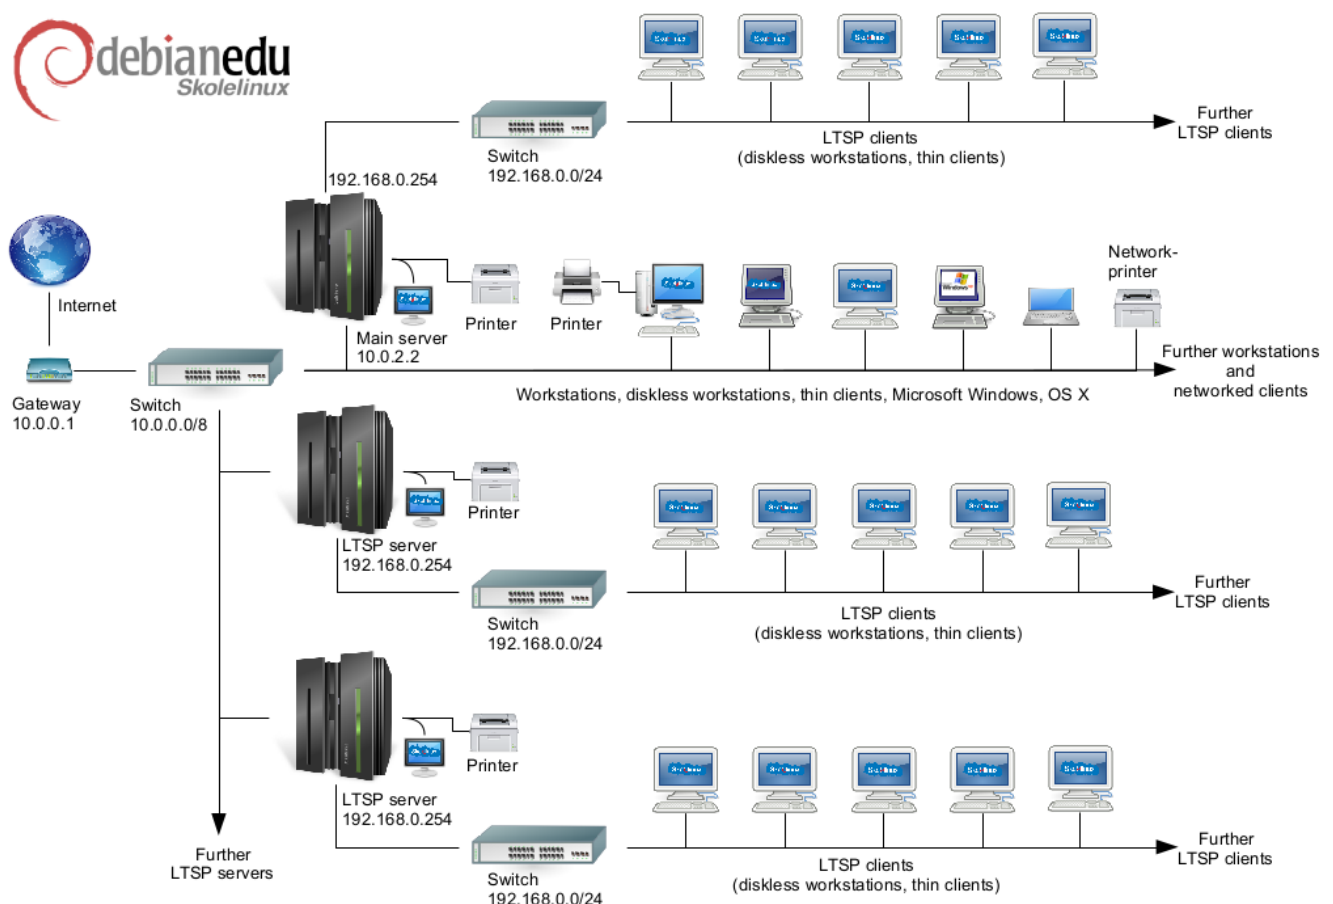 debianedu
Skolelinux
Switch
192.168.0.0/24
LTSP clients
(diskless workstations, thin clients)
Further
LTSP clients
192.168.0.254
Internet
Main server
10.0.2.2
Printer
Printer
Network-
printer
Windows
Gateway
10.0.0.1
Switch
10.0.0.0/8
Workstations, diskless workstations, thin clients, Microsoft Windows, OS X
Further workstations
and
networked clients
Printer
LTSP server
192.168.0.254
Switch
192.168.0.0/24
LTSP clients
(diskless workstations, thin clients)
Further
LTSP clients
Printer
LTSP server
192.168.0.254
Switch
192.168.0.0/24
LTSP clients
(diskless workstations, thin clients)
Further
LTSP clients
Further
LTSP servers